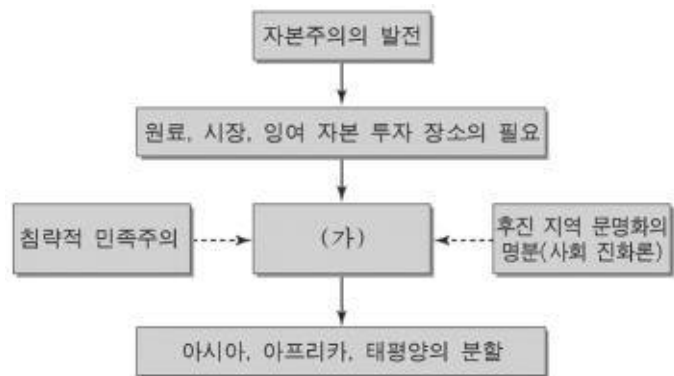 자본주의의 발전
원료, 시장, 잉여 자본 투자 장소의 필요
침략적 민족주의
(가)
후진 지역 문명화의
명분(사회 진화론)
아시아, 아프리카, 태평양의 분할